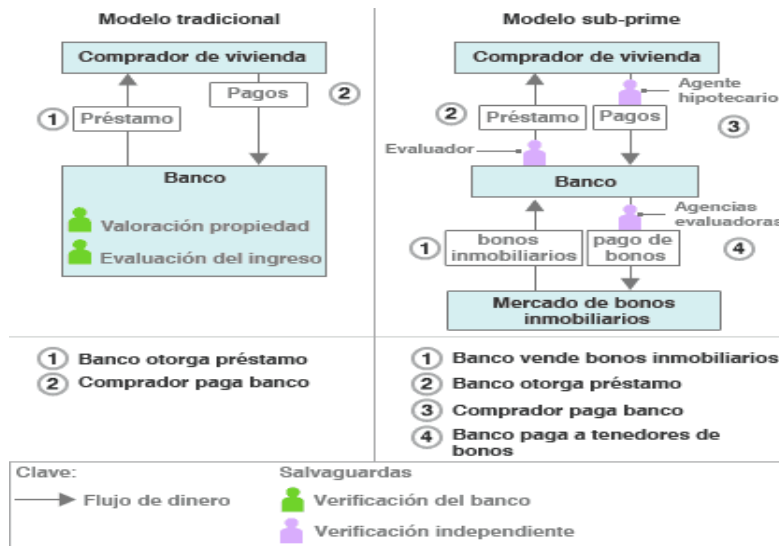 Modelo tradicional
Comprador de vivienda
1 Préstamo
Pagos 2
Banco
Valoración propiedad
Evaluación del ingreso
1 Banco otorga préstamo
2 Comprador paga banco
Modelo sub-prime
Comprador de vivienda
Agente
hipotecario
2 Préstamo
Pagos
3
Evaluador
Banco
Agencias
evaluadoras
1 bonos
inmobiliarios
pago de
bonos
4
Mercado de bonos
inmobiliarios
1 Banco vende bonos inmobiliarios
2 Banco otorga préstamo
3 Comprador paga banco
4 Banco paga a tenedores de
bonos
Clave:
Flujo de dinero
Salvaguardas
Verificación del banco
Verificación independiente